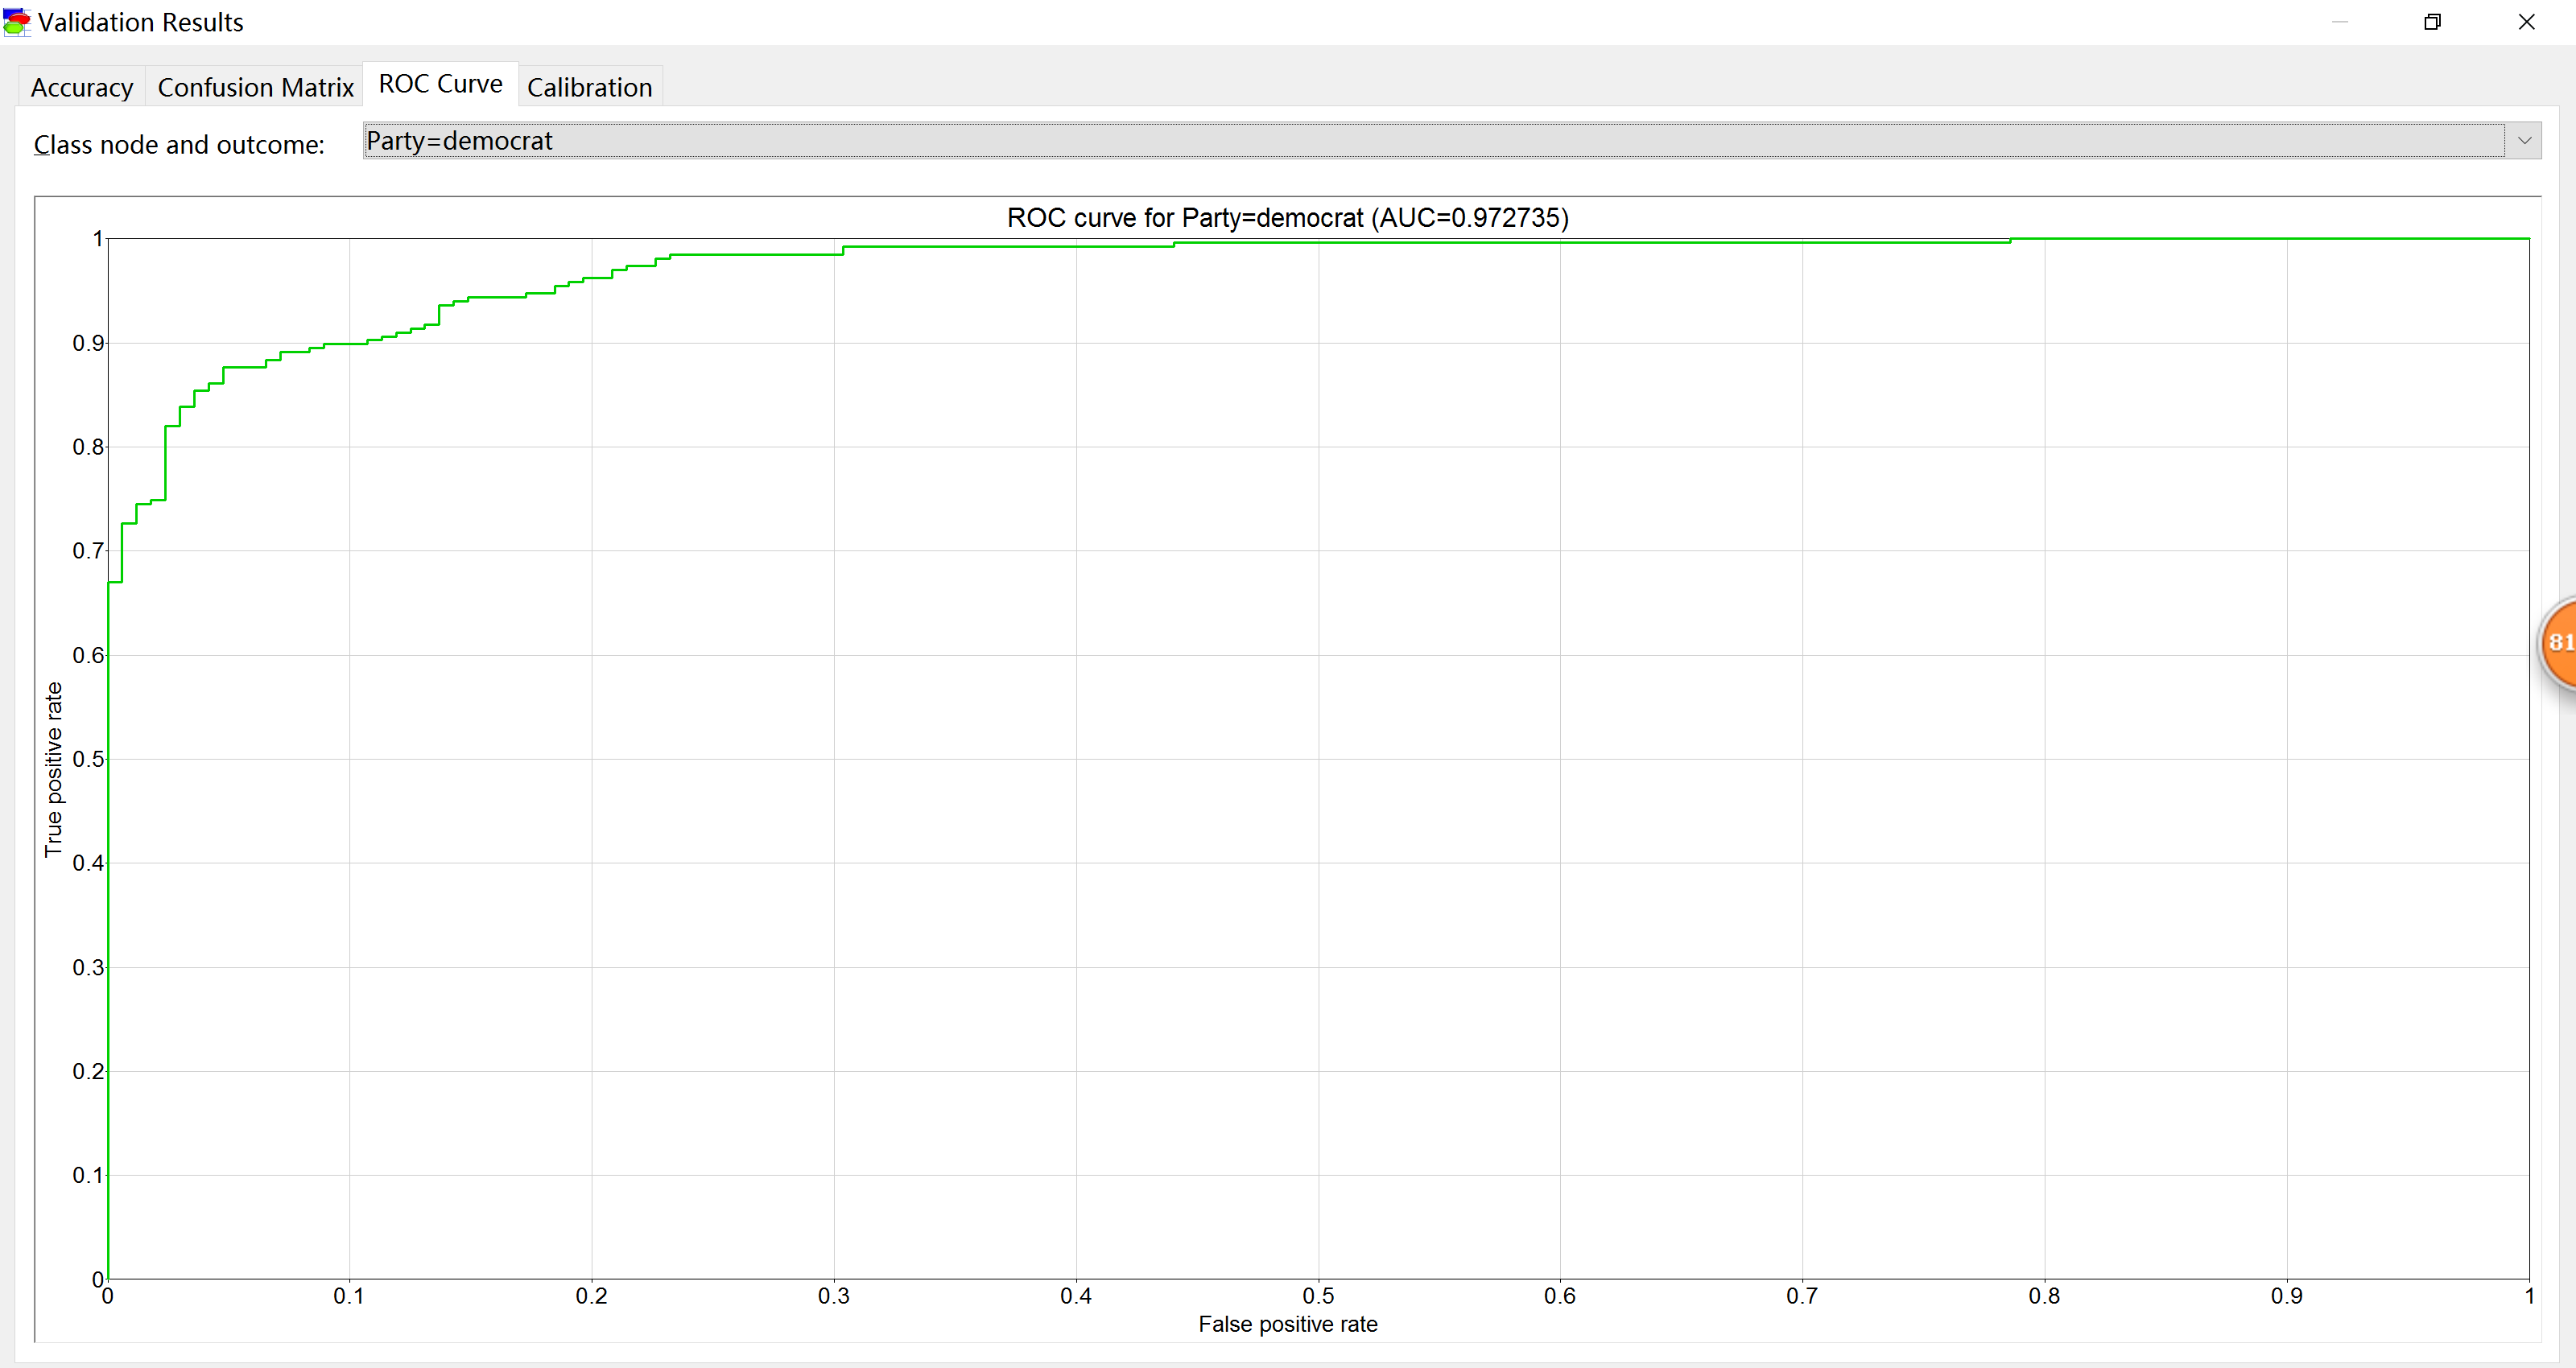 Validation Results
Accuracy Confusion Matrix ROC Curve Calibration
Class node and outcome: Party=democrat
ROC curve for Party=democrat (AUC=0.972735)
1
0.9
0.8
0.7
0.6
0.5
0.4
0.3
0.2
0.1
0
True positive rate
0 0.1 0.2 0.3 0.4 0.5 0.6 0.7 0.8 0.9 1
False positive rate
81